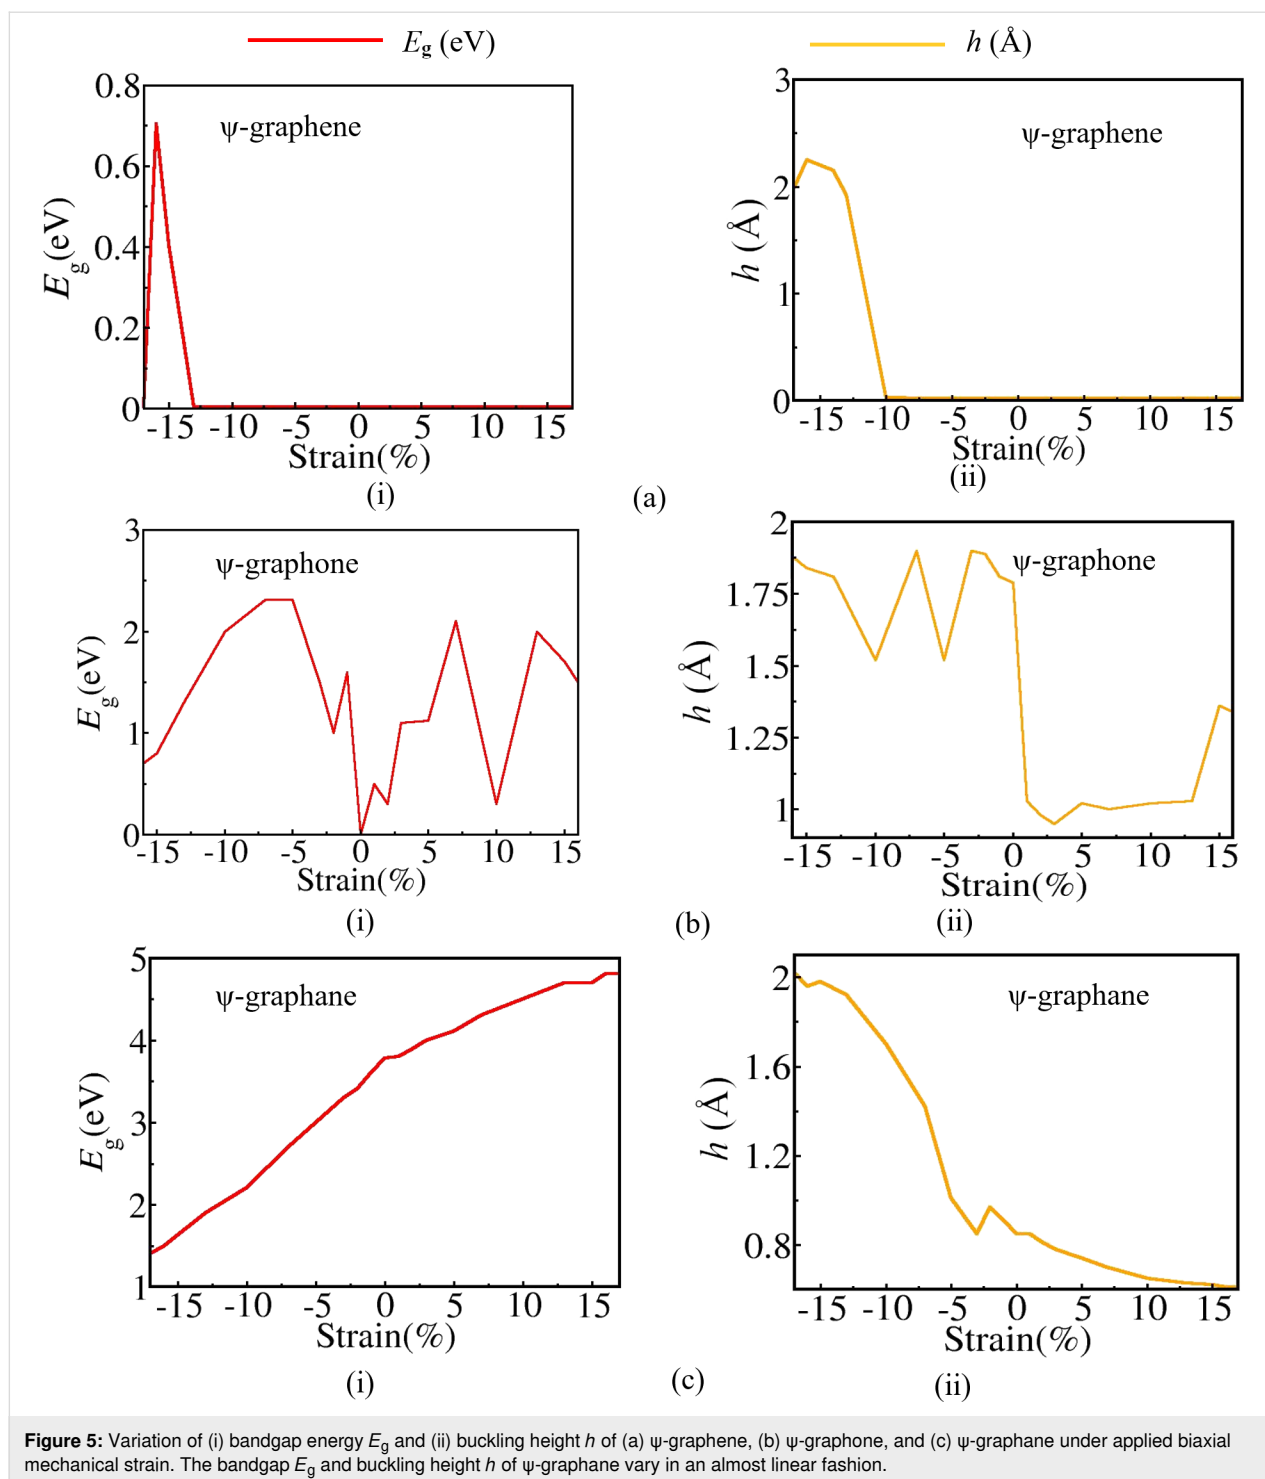 E_g (eV)
h (Å)
0.8
0.6
0.4
0.2
0
E_g (eV)
ψ-graphene
-15 -10 -5 0 5 10 15
Strain(%)
(i)
3
2
1
0
h (Å)
ψ-graphene
-15 -10 -5 0 5 10 15
Strain(%)
(ii)
(a)
3
2
1
0
E_g (eV)
ψ-graphone
-15 -10 -5 0 5 10 15
Strain(%)
(i)
2
1.75
1.5
1.25
1
h (Å)
ψ-graphone
-15 -10 -5 0 5 10 15
Strain(%)
(ii)
(b)
5
4
3
2
1
E_g (eV)
ψ-graphane
-15 -10 -5 0 5 10 15
Strain(%)
(i)
2
1.6
1.2
0.8
h (Å)
ψ-graphane
-15 -10 -5 0 5 10 15
Strain(%)
(ii)
(c)
Figure 5: Variation of (i) bandgap energy E_g and (ii) buckling height h of (a) ψ-graphene, (b) ψ-graphone, and (c) ψ-graphane under applied biaxial
mechanical strain. The bandgap E_g and buckling height h of ψ-graphane vary in an almost linear fashion.